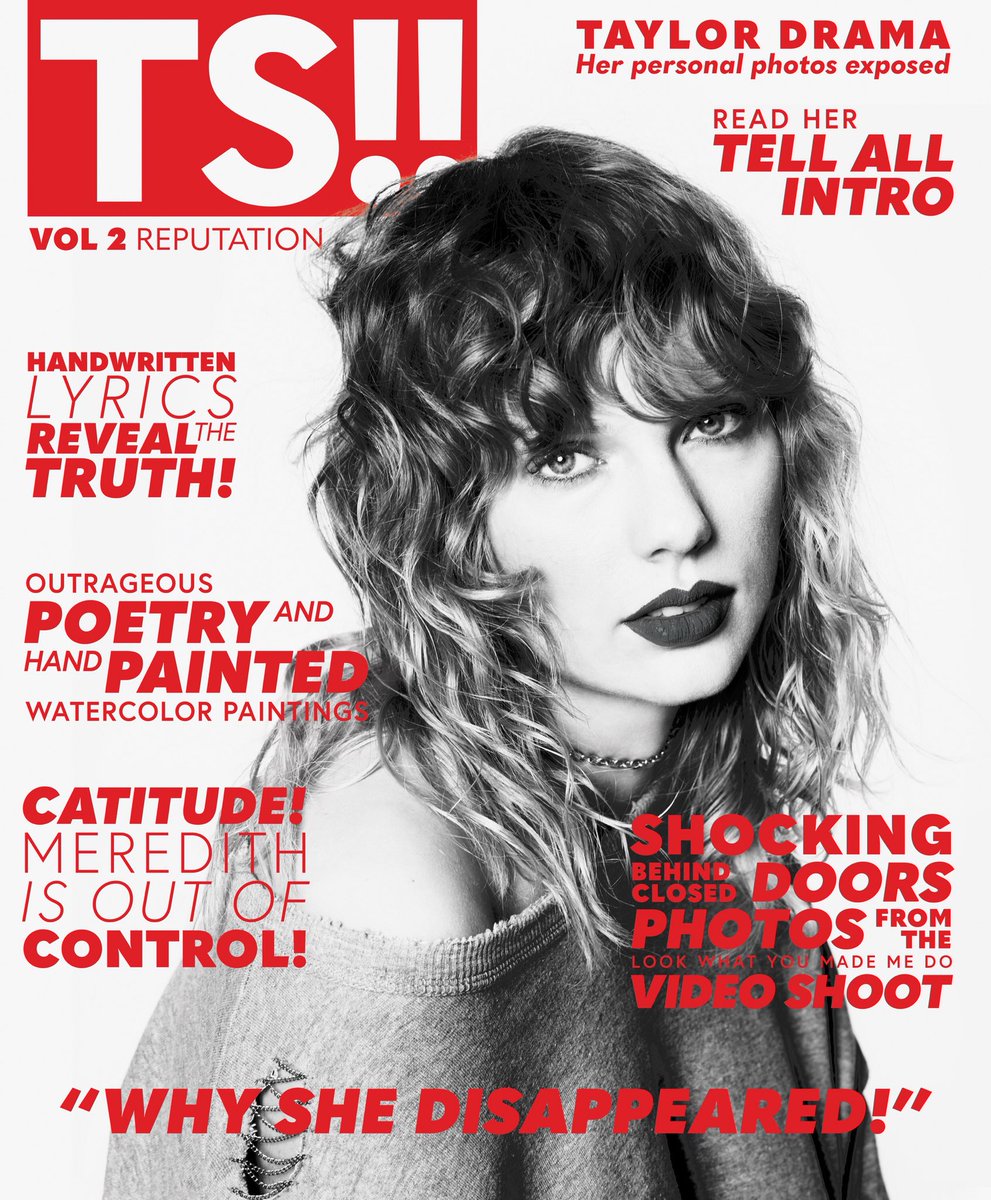 TS!!
VOL 2 REPUTATION
TAYLOR DRAMA
Her personal photos exposed
READ HER
TELL ALL
INTRO
HANDWRITTEN
LYRICS
REVEAL THE
TRUTH!
OUTRAGEOUS
POETRY AND
HAND PAINTED
WATERCOLOR PAINTINGS
CATITUDE!
MEREDITH
IS OUT OF
CONTROL!
SHOCKING
BEHIND
CLOSED DOORS
PHOTOS FROM
THE
LOOK WHAT YOU MADE ME DO
VIDEO SHOOT
“WHY SHE DISAPPEARED!”